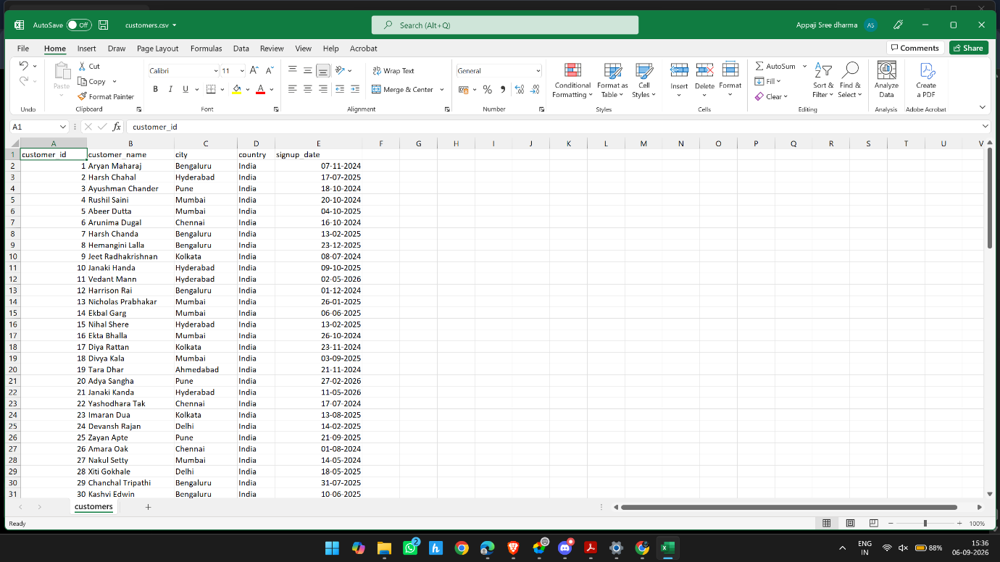 AutoSave Off customers.csv Search (Alt+Q) Appaji Sree dharma AS
File Home Insert Draw Page Layout Formulas Data Review View Help Acrobat Comments Share
Paste Cut Copy Format Painter
Calibri 11 B I U
Wrap Text Merge & Center
General
Conditional Formatting Format as Table Cell Styles
Insert Delete Format
AutoSum Fill Clear Sort & Filter Find & Select
Analyze Data Create a PDF
Undo Clipboard Font Alignment Number Styles Cells Editing Analysis Adobe Acrobat
A1 fx customer_id
A B C D E F G H I J K L M N O P Q R S T U V
1 customer_id customer_name city country signup_date
2 1 Aryan Maharaj Bengaluru India 07-11-2024
3 2 Harsh Chahal Hyderabad India 17-07-2025
4 3 Ayushman Chander Pune India 18-10-2024
5 4 Rushil Saini Mumbai India 20-10-2024
6 5 Abeer Dutta Mumbai India 04-10-2025
7 6 Arunima Dugal Chennai India 16-10-2024
8 7 Harsh Chanda Bengaluru India 13-02-2025
9 8 Hemangini Lalla Bengaluru India 23-12-2025
10 9 Jeet Radhakrishnan Kolkata India 08-07-2024
11 10 Janaki Handa Hyderabad India 09-10-2025
12 11 Vedant Mann Hyderabad India 02-05-2026
13 12 Harrison Rai Bengaluru India 01-12-2024
14 13 Nicholas Prabhakar Mumbai India 26-01-2025
15 14 Ekbal Garg Mumbai India 06-06-2025
16 15 Nihal Shere Hyderabad India 13-02-2025
17 16 Ekta Bhalla Mumbai India 26-10-2024
18 17 Diya Rattan Kolkata India 23-11-2024
19 18 Divya Kala Mumbai India 03-09-2025
20 19 Tara Dhar Ahmedabad India 21-11-2024
21 20 Adya Sangha Pune India 27-02-2026
22 21 Janaki Kanda Hyderabad India 11-05-2026
23 22 Yashodhara Tak Chennai India 17-07-2024
24 23 Imaran Dua Kolkata India 13-08-2025
25 24 Devansh Rajan Delhi India 14-02-2025
26 25 Zayan Apte Pune India 21-09-2025
27 26 Amara Oak Chennai India 01-08-2024
28 27 Nakul Setty Mumbai India 14-05-2024
29 28 Xiti Gokhale Delhi India 18-05-2025
30 29 Chanchal Tripathi Bengaluru India 31-07-2025
31 30 Kashvi Edwin Bengaluru India 10-06-2025
customers
Ready 100%
2 ENG IN 88% 15:36 06-09-2026